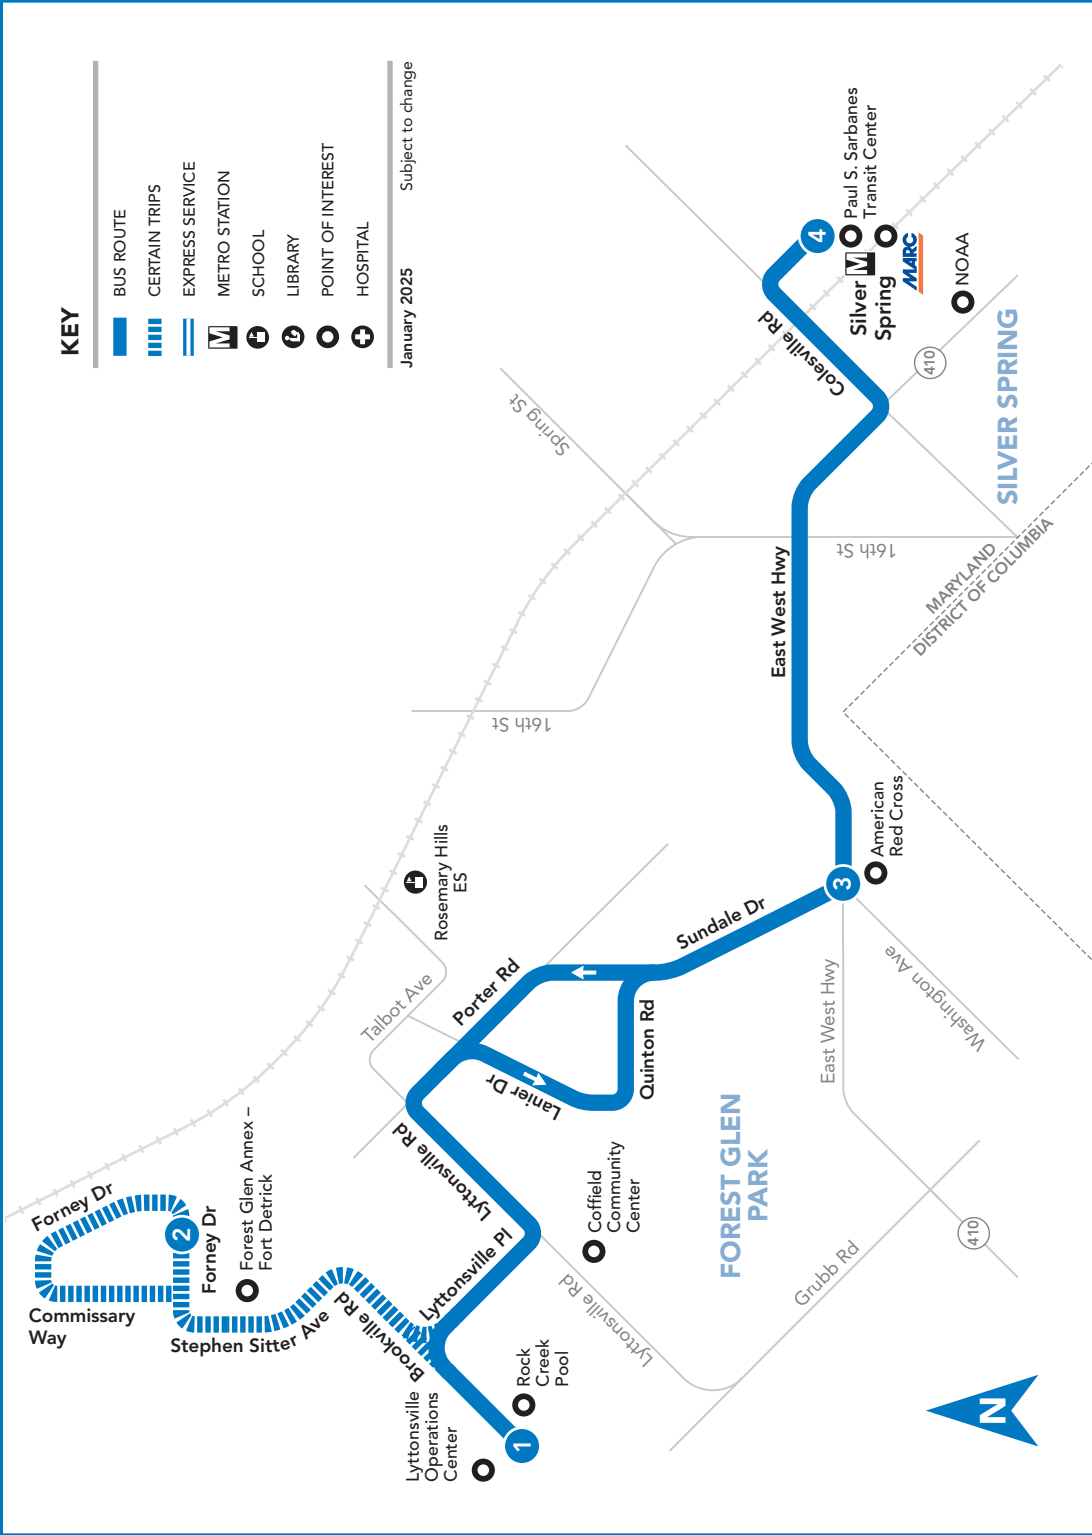 KEY
BUS ROUTE
CERTAIN TRIPS
EXPRESS SERVICE
M
METRO STATION
SCHOOL
LIBRARY
POINT OF INTEREST
HOSPITAL
January 2025
Subject to change
Forney Dr
Commissary
Way
2
Forney Dr
Forest Glen Annex –
Fort Detrick
Stephen Sitter Ave
Brookville Rd
Lyttonsville Pl
Lyttonsville
Operations
Center
1
Rock
Creek
Pool
Lyttonsville Rd
Lyttonsville Rd
Coffield
Community
Center
Talbot Ave
Rosemary Hills
ES
Porter Rd
Lanier Dr
Quinton Rd
Sundale Dr
FOREST GLEN
PARK
Grubb Rd
410
East West Hwy
Washington Ave
3
American
Red Cross
16th St
Spring St
16th St
East West Hwy
MARYLAND
DISTRICT OF COLUMBIA
Colesville Rd
4
Paul S. Sarbanes
Transit Center
Silver
M
Spring
MARC
NOAA
410
SILVER SPRING
N